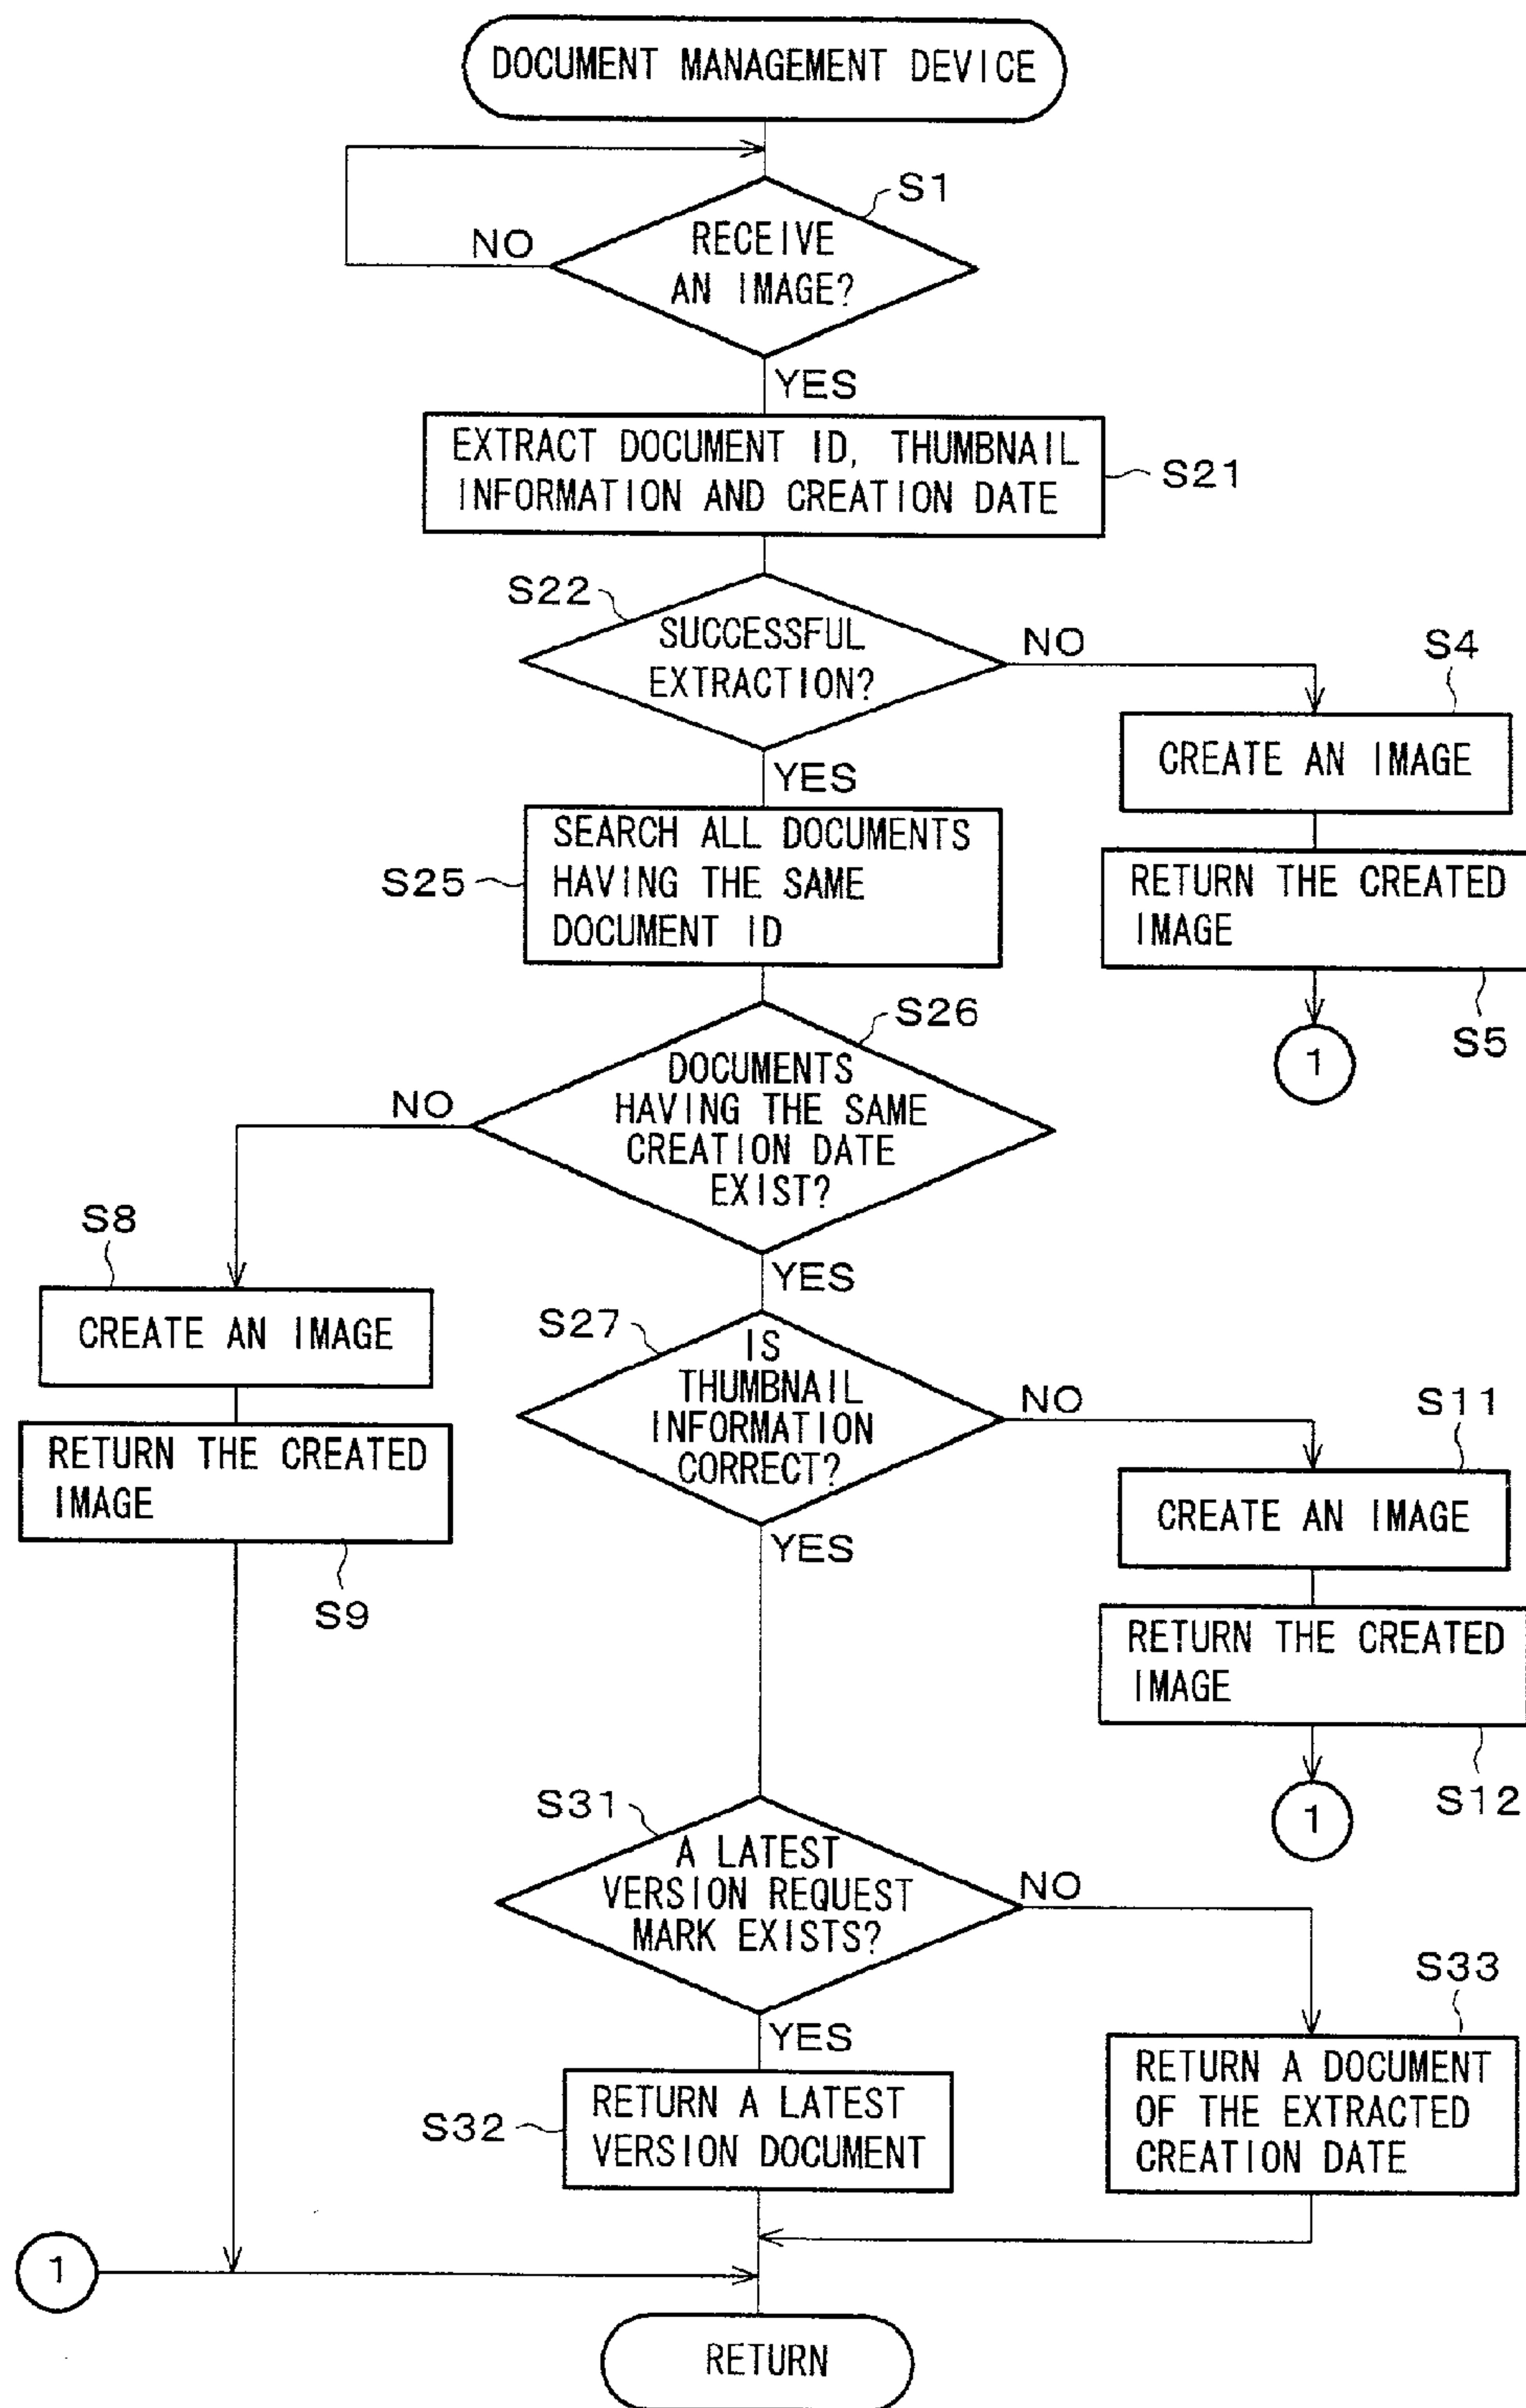 DOCUMENT MANAGEMENT DEVICE
S1
RECEIVE
AN IMAGE?
NO
YES
EXTRACT DOCUMENT ID, THUMBNAIL
INFORMATION AND CREATION DATE
S21
S22
SUCCESSFUL
EXTRACTION?
NO
S4
CREATE AN IMAGE
RETURN THE CREATED
IMAGE
S5
1
YES
SEARCH ALL DOCUMENTS
HAVING THE SAME
DOCUMENT ID
S25
S26
DOCUMENTS
HAVING THE SAME
CREATION DATE
EXIST?
NO
S8
CREATE AN IMAGE
RETURN THE CREATED
IMAGE
S9
YES
S27
IS
THUMBNAIL
INFORMATION
CORRECT?
NO
S11
CREATE AN IMAGE
RETURN THE CREATED
IMAGE
S12
1
YES
S31
A LATEST
VERSION REQUEST
MARK EXISTS?
NO
S33
RETURN A DOCUMENT
OF THE EXTRACTED
CREATION DATE
YES
S32
RETURN A LATEST
VERSION DOCUMENT
1
RETURN